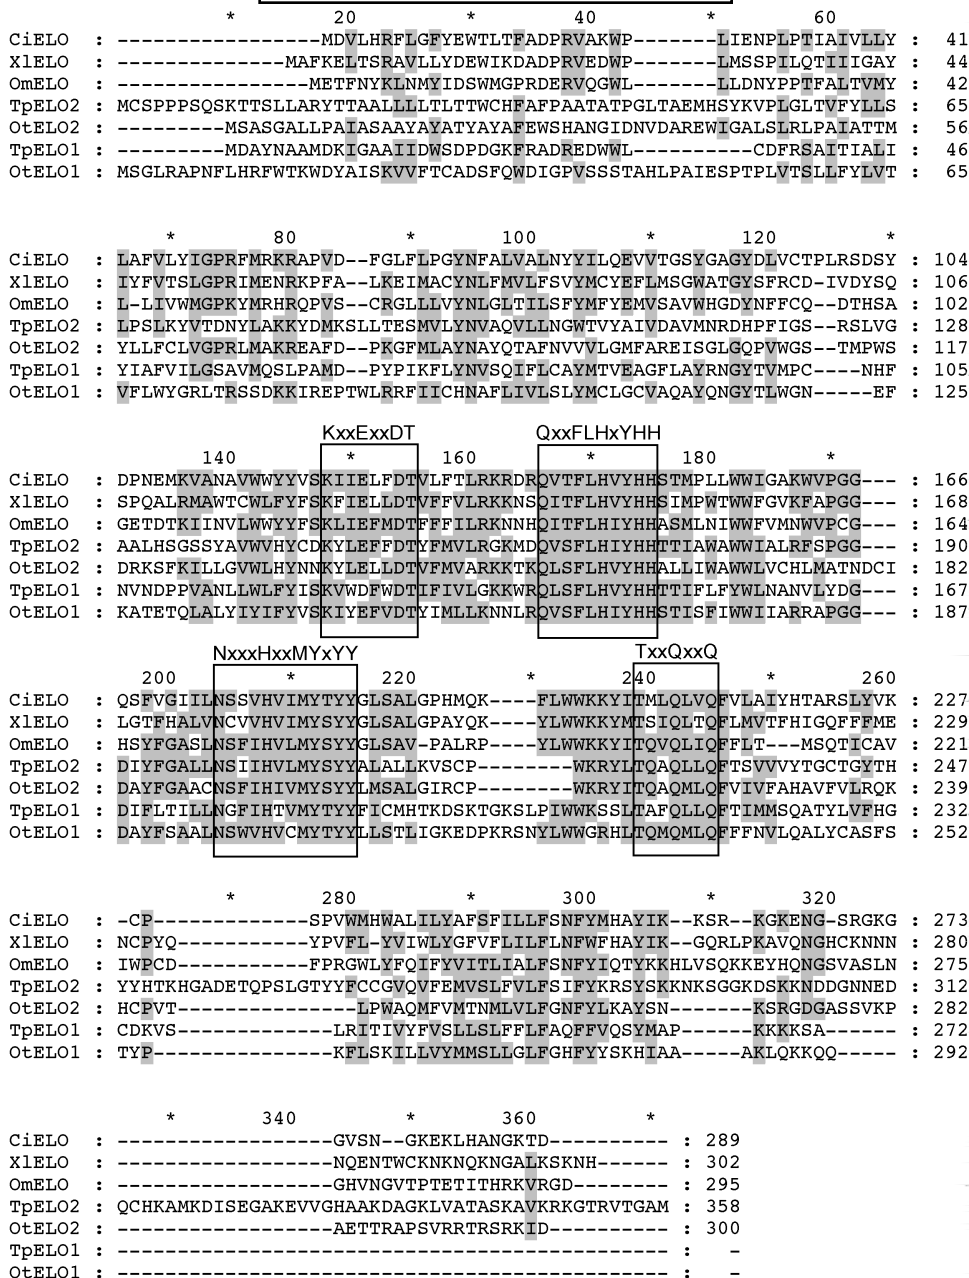 * 20 * 40 * 60
CiELO : -----------------MDVLHRFLGFYEWTLTFADPRVAKWP-------LIENPLPTIAIVLLY : 41
XlELO : --------------MAFKELTSRAVLLYDEWIKDADPRVEDWP-------LMSSPILQTIIIGAY : 44
OmELO : ----------------METFNYKLNMYIDSWMGPRDERVQGWL-------LLDNYPPTFALTVMY : 42
TpELO2 : MCSPPPSQSKTTSLLARYTTAALLLLTLTTWCHFAFPAATATPGLTAEMHSYKVPLGLTVFYLLS : 65
OtELO2 : ---------MSASGALLPAIASAAYAYATYAYAFEWSHANGIDNVDAREWIGALSLRLPAIATTM : 56
TpELO1 : ---------MDAYNAAMDKIGAAIIDWSDPDGKFRADREDWWL----------CDFRSAITIALI : 46
OtELO1 : MSGLRAPNFLHRFWTKWDYAISKVVFTCADSFQWDIGPVSSSTAHLPAIESPTPLVTSLLFYLVT : 65
* 80 * 100 * 120 *
CiELO : LAFVLYIGPRFMRKRAPVD--FGLFLPGYNFALVALNYYILQEVVTGSYGAGYDLVCTPLRSDSY : 104
XlELO : IYFVTSLGPRIMENRKPFA--LKEIMACYNLFMVLFSVYMCYEFLMSGWATGYSFRCD-IVDYSQ : 106
OmELO : L-LIVWMGPKYMRHRQPVS--CRGLLLVYNLGLTILSFYMFYEMVSAVWHGDYNFFCQ--DTHSA : 102
TpELO2 : LPSLKYVTDNYLAKKYDMKSLLTESMVLYNVAQVLLNGWTVYAIVDAVMNRDHPFIGS--RSLVG : 128
OtELO2 : YLLFCLVGPRLMAKREAFD--PKGFMLAYNAYQTAFNVVVLGMFAREISGLGQPVWGS--TMPWS : 117
TpELO1 : YIAFVILGSAVMQSLPAMD--PYPIKFLYNVSQIFLCAYMTVEAGFLAYRNGYTVMPC----NHF : 105
OtELO1 : VFLWYGRLTRSSDKKIREPTWLRRFIICHNAFLIVLSLYMCLGCVAQAYQNGYTLWGN-----EF : 125
KxxExxDT QxxFLHxYHH
140 * 160 * 180 *
CiELO : DPNEMKVANAVWWYYVSKIIELFDTVLFTLRKRDRQVTFLHVYHHSTMPLLWWIGAKWVPGG--- : 166
XlELO : SPQALRMAWTCWLFYFSKFIELLDTVFFVLRKKNSQITFLHVYHHSIMPWTWWFGVKFAPGG--- : 168
OmELO : GETDTKIINVLWWYYFSKLIEFMDTFFFILRKNNHQITFLHIYHHASMLNIWWFVMNWVPCG--- : 164
TpELO2 : AALHSGSSYAVWVHYCDKYLEFFDTYFMVLRGKMDQVSFLHIYHHTTIAWAWWIALRFSPGG--- : 190
OtELO2 : DRKSFKILLGVWLHYNNKYLELLDTVFMVARKKTKQLSFLHVYHHALLIWAWWLVCHLMATNDCI : 182
TpELO1 : NVNDPPVANLLWLFYISKVWDFWDTIFIVLGKKWRQLSFLHVYHHTTIFLFYWLNANVLYDG--- : 167
OtELO1 : KATETQLALYIYIFYVSKIYEFVDTYIMLLKNNLRQVSFLHIYHHSTISFIWWIIARRAPGG--- : 187
NxxxHxxMYxYY TxxQxxQ
200 * 220 * 240 * 260
CiELO : QSFVGIILNSSVHVIMYTYYGLSALGPHMQK----FLWWKKYITMLQLVQFVLAIYHTARSLYVK : 227
XlELO : LGTFHALVNCVVHVIMYTYYGLSALGPAYQK----YLWWKKYMTSIQLTQFLMVTFHIGQFFFME : 229
OmELO : HSYFGASLNSFIHVLMYSYYGLSAV-PALRP----YLWWKKYITQVQLIQFFLT---MSQTICAV : 221
TpELO2 : DIYFGALLNSIIHVLMYSYYALALLKVSCP--------WKRYLTQAQLLQFTSVVVYTGCTGYTH : 247
OtELO2 : DAYFGAACNSFIHIVMYSYYLMSALGIRCP--------WKRYITQAQMLQFVIVFAHAVFVLRQK : 239
TpELO1 : DIFLTILLNGFIHTVMYTYYFICMHTKDSKTGKSLPIWWKSSLTAFQLLQFTIMMSQATYLVFHG : 232
OtELO1 : DAYFSAALNSWVHVCMYTYYLLSTLIGKEDPKRSNYLWWGRHLTQMQMLQFFFNVLQALYCASFS : 252
* 280 * 300 * 320
CiELO : -CP-------------SPVWMHWALILYAFSFILLFSNFYMHAYIK--KSR--KGKENG-SRGKG : 273
XlELO : NCPYQ-----------YPVFL-YVIWLYGFVFLILFLNFWFHAYIK--GQRLPKAVQNGHCKNNN : 280
OmELO : IWPCD-----------FPRGWLYFQIFYVITLIALFSNFYIQTYKKHLVSQKKEYHQNGSVASLN : 275
TpELO2 : YYHTKHGADETQPSLGTYYFCCGVQVFEMVSLFVLFSIFYKRSYSKKNKSGGKDSKKNDDGNNED : 312
OtELO2 : HCPVT---------------LPWAQMFVMTNMLVLFGNFYLKAYSN-------KSRGDGASSVKP : 282
TpELO1 : CDKVS-------------LRITIVYFVSLLSLFFLFAQFFVQSYMAP------KKKKSA------ : 272
OtELO1 : TYP---------------KFLSKILLVYMMSLLGLFGHFYYSKHIAA-----AKLQKKQQ----- : 292
* 340 * 360 *
CiELO : ------------------GVSN--GKEKLHANGKTD---------- : 289
XlELO : ------------------NQENTWCKNKNQKNGALKSKNH------ : 302
OmELO : ------------------GHVNGVTPTETITHRKVRGD-------- : 295
TpELO2 : QCHKAMKDISEGAKEVVGHAAKDAGKLVATASKAVKRKGTRVTGAM : 358
OtELO2 : ------------------AETTRAPSVRRTRSRKID---------- : 300
TpELO1 : ---------------------------------------------- : -
OtELO1 : ---------------------------------------------- : -